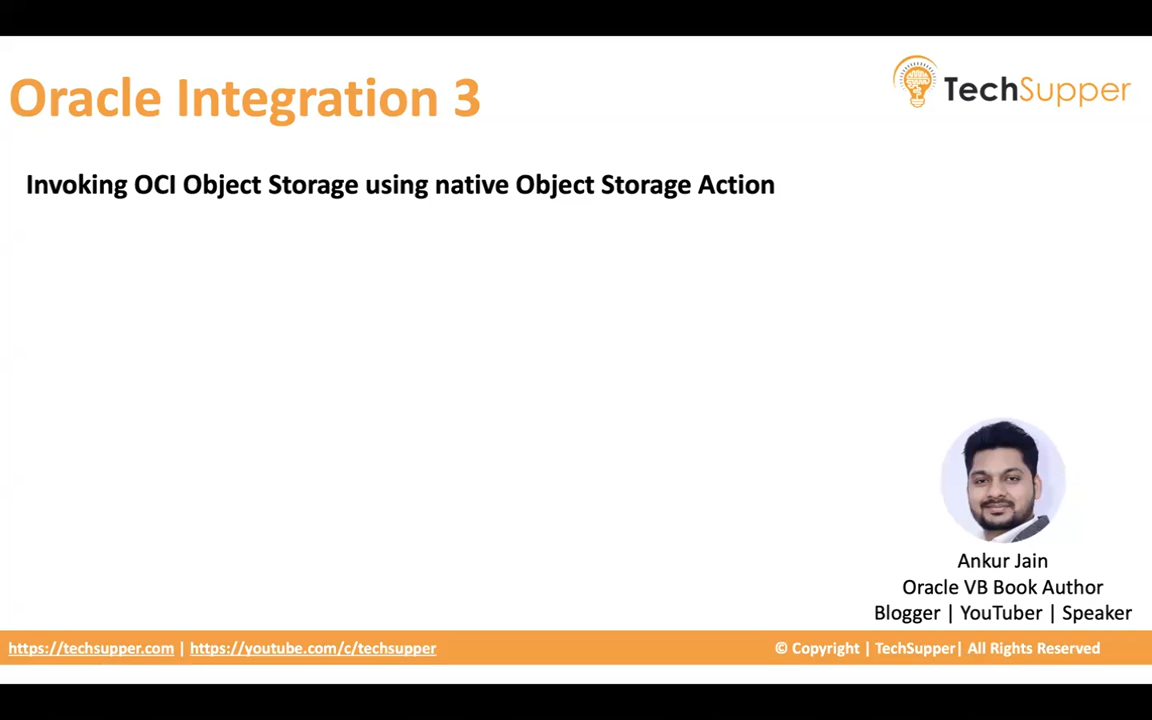 Oracle Integration 3
TechSupper
Invoking OCI Object Storage using native Object Storage Action
Ankur Jain
Oracle VB Book Author
Blogger | YouTuber | Speaker
https://techsupper.com | https://youtube.com/c/techsupper
© Copyright | TechSupper| All Rights Reserved